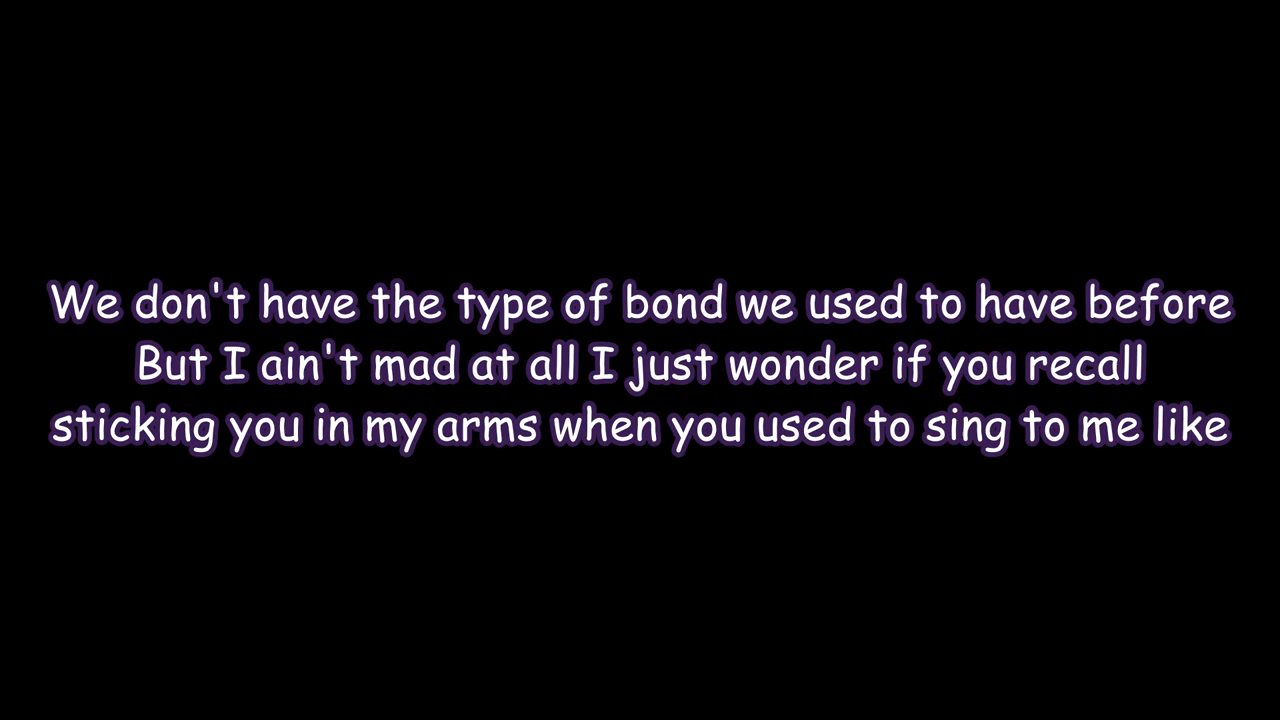 We don't have the type of bond we used to have before
But I ain't mad at all I just wonder if you recall
sticking you in my arms when you used to sing to me like